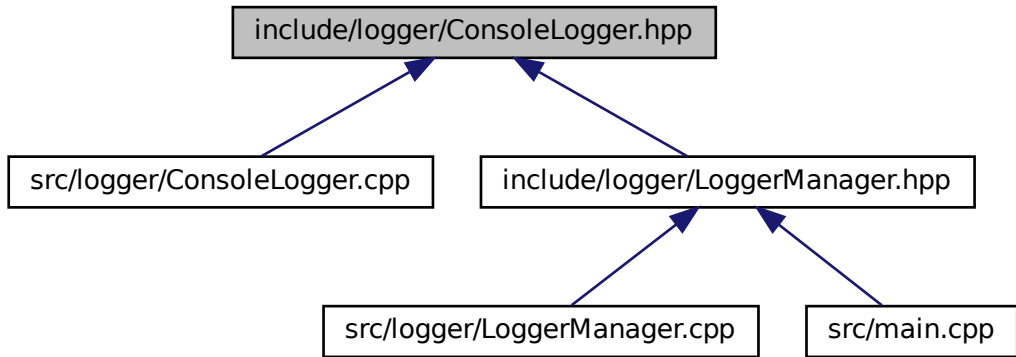 include/logger/ConsoleLogger.hpp
src/logger/ConsoleLogger.cpp
include/logger/LoggerManager.hpp
src/logger/LoggerManager.cpp
src/main.cpp